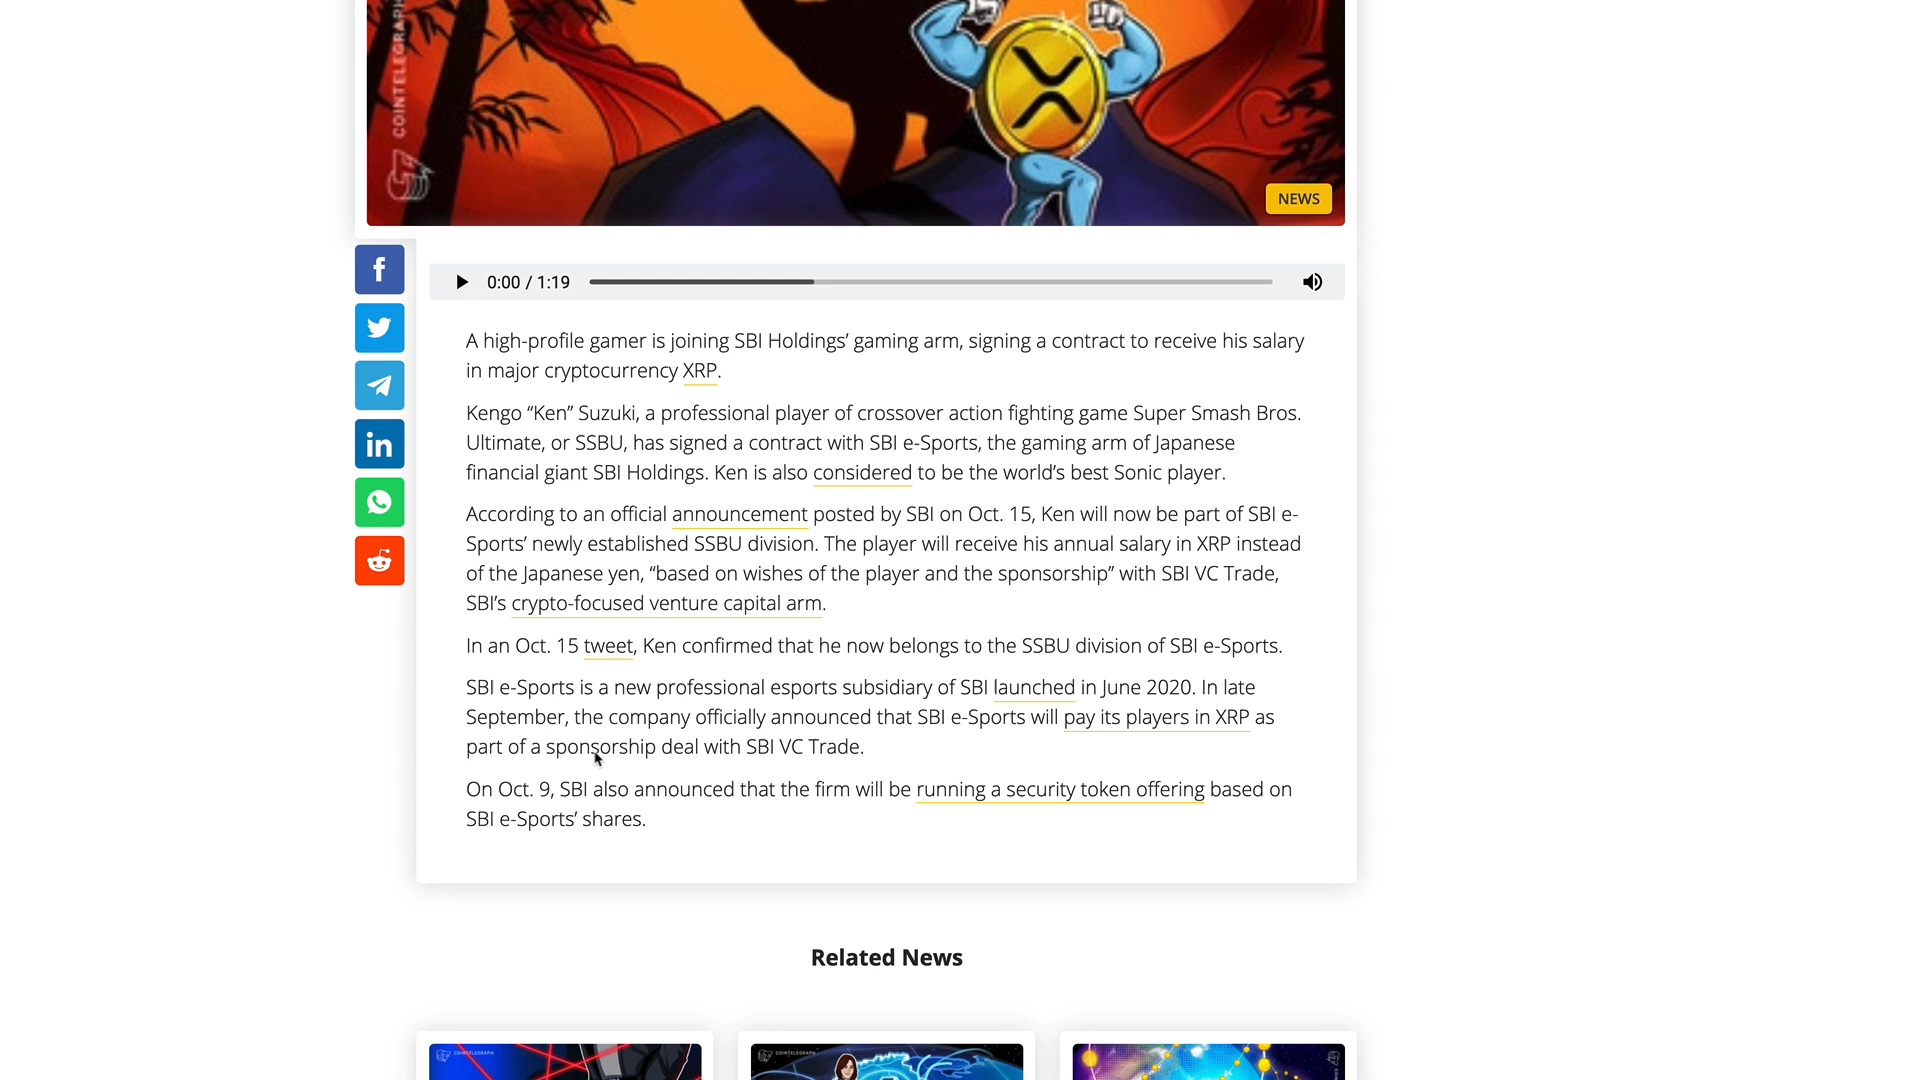 COINTELEGRAPH
NEWS
0:00 / 1:19
A high-profile gamer is joining SBI Holdings’ gaming arm, signing a contract to receive his salary
in major cryptocurrency XRP.
Kengo “Ken” Suzuki, a professional player of crossover action fighting game Super Smash Bros.
Ultimate, or SSBU, has signed a contract with SBI e-Sports, the gaming arm of Japanese
financial giant SBI Holdings. Ken is also considered to be the world’s best Sonic player.
According to an official announcement posted by SBI on Oct. 15, Ken will now be part of SBI e-
Sports’ newly established SSBU division. The player will receive his annual salary in XRP instead
of the Japanese yen, “based on wishes of the player and the sponsorship” with SBI VC Trade,
SBI’s crypto-focused venture capital arm.
In an Oct. 15 tweet, Ken confirmed that he now belongs to the SSBU division of SBI e-Sports.
SBI e-Sports is a new professional esports subsidiary of SBI launched in June 2020. In late
September, the company officially announced that SBI e-Sports will pay its players in XRP as
part of a sponsorship deal with SBI VC Trade.
On Oct. 9, SBI also announced that the firm will be running a security token offering based on
SBI e-Sports’ shares.
Related News
COINTELEGRAPH
COINTELEGRAPH